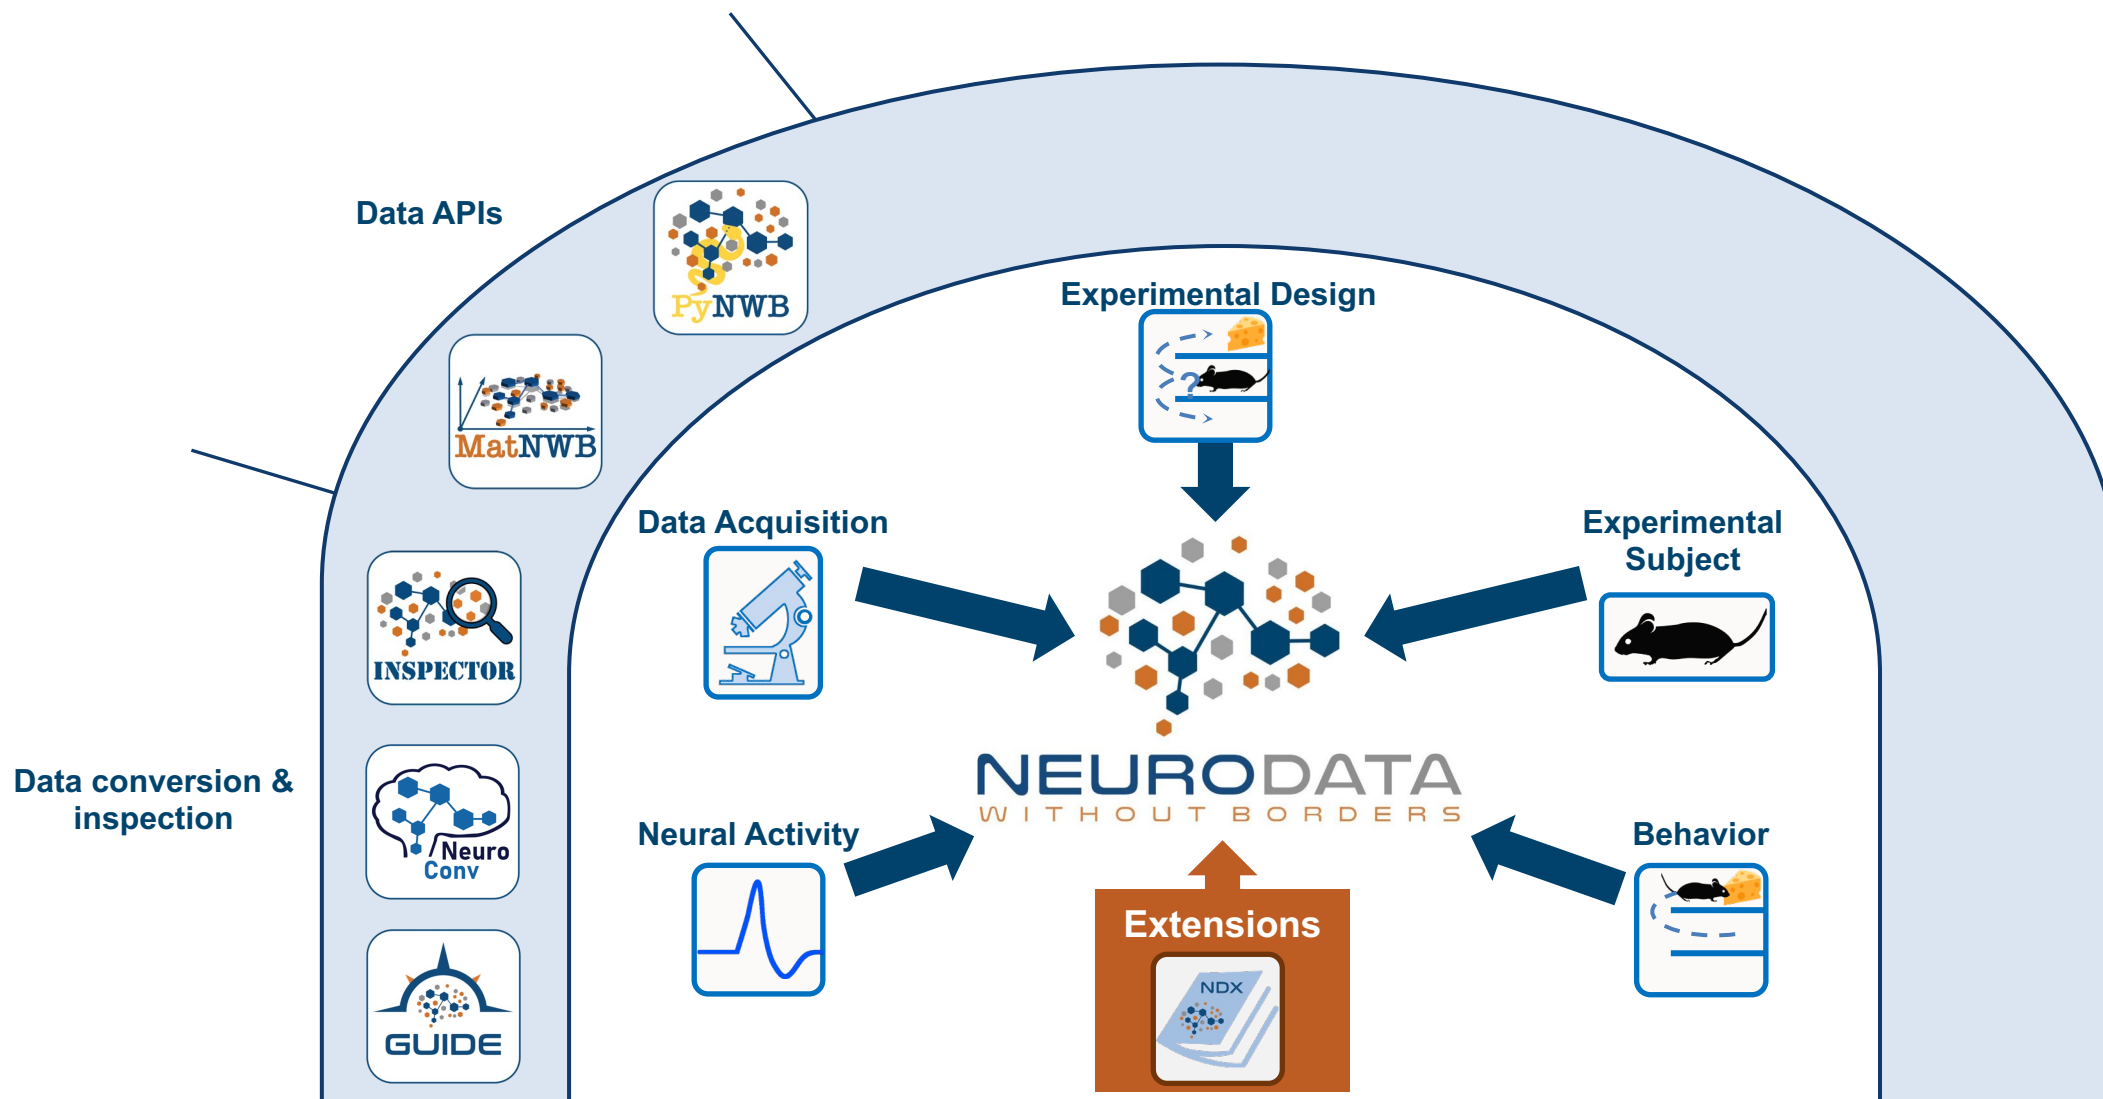 Data APIs
PyNWB
MatNWB
INSPECTOR
Data conversion &
inspection
Neuro
Conv
GUIDE
Experimental Design
?
Data Acquisition
Experimental
Subject
NEURODATA
WITHOUT BORDERS
Neural Activity
Behavior
Extensions
NDX